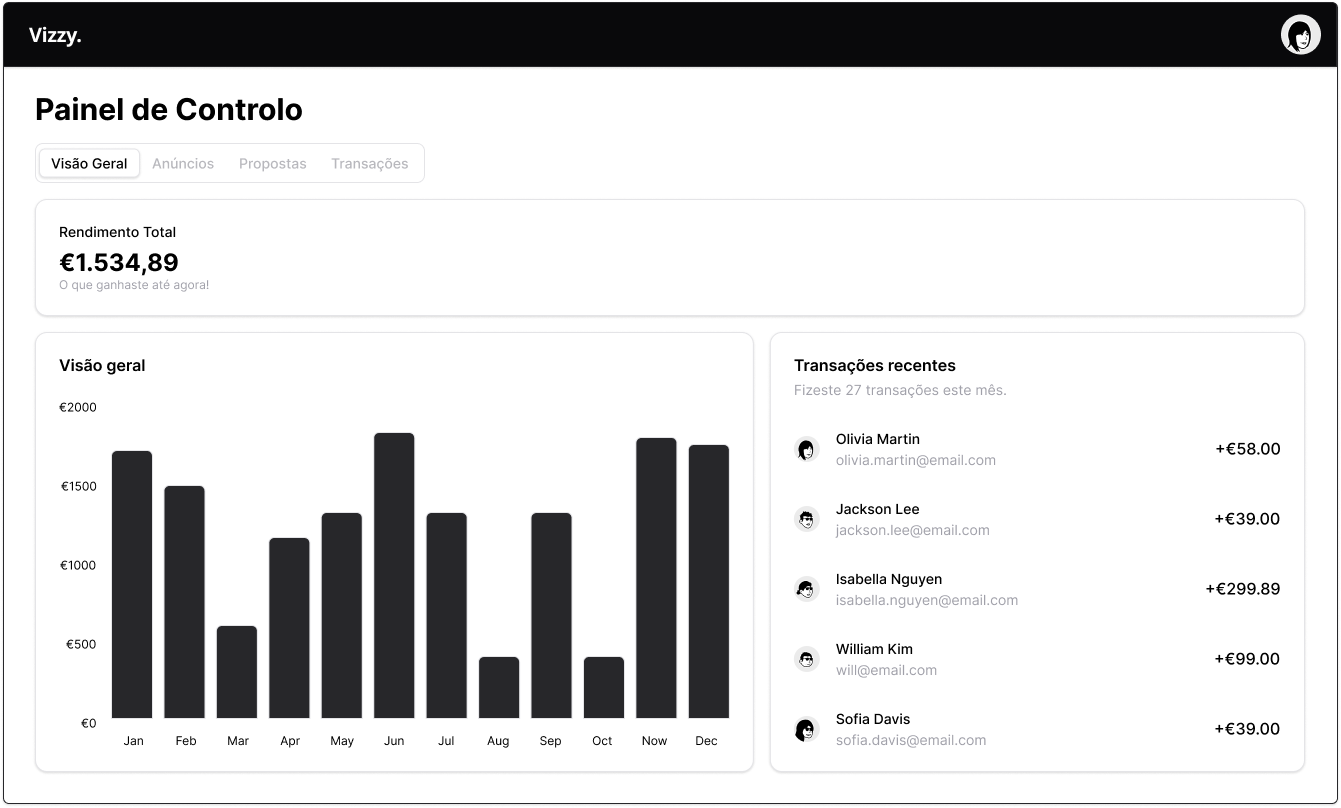 Vizzy.
Painel de Controlo
Visão Geral Anúncios Propostas Transações
Rendimento Total
€1.534,89
O que ganhaste até agora!
Visão geral
€2000
€1500
€1000
€500
€0
Jan Feb Mar Apr May Jun Jul Aug Sep Oct Now Dec
Transações recentes
Fizeste 27 transações este mês.
Olivia Martin
olivia.martin@email.com
+€58.00
Jackson Lee
jackson.lee@email.com
+€39.00
Isabella Nguyen
isabella.nguyen@email.com
+€299.89
William Kim
will@email.com
+€99.00
Sofia Davis
sofia.davis@email.com
+€39.00